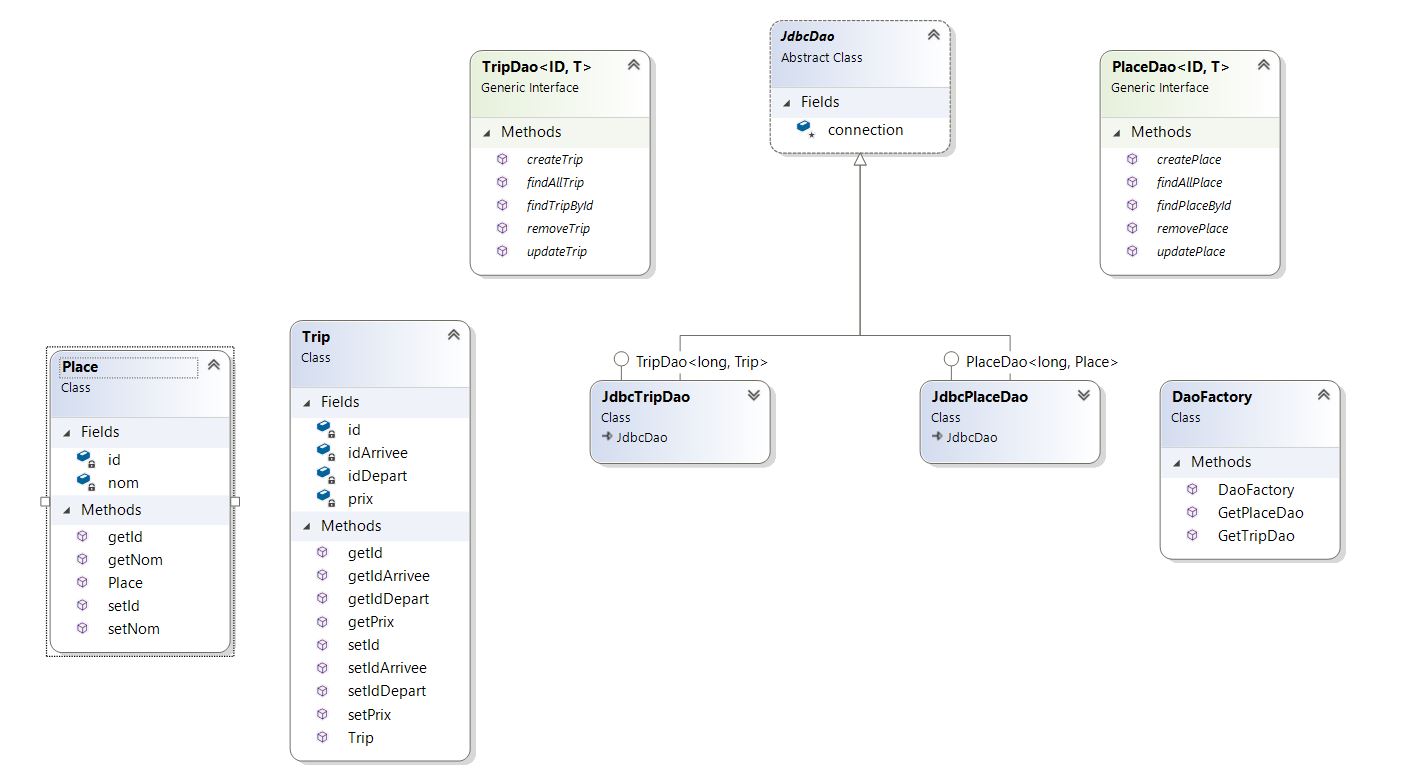 JdbcDao
Abstract Class
Fields
connection
TripDao<ID, T>
Generic Interface
Methods
createTrip
findAllTrip
findTripById
removeTrip
updateTrip
PlaceDao<ID, T>
Generic Interface
Methods
createPlace
findAllPlace
findPlaceById
removePlace
updatePlace
Place
Class
Fields
id
nom
Methods
getId
getNom
Place
setId
setNom
Trip
Class
Fields
id
idArrivee
idDepart
prix
Methods
getId
getIdArrivee
getIdDepart
getPrix
setId
setIdArrivee
setIdDepart
setPrix
Trip
TripDao<long, Trip>
JdbcTripDao
Class
JdbcDao
PlaceDao<long, Place>
JdbcPlaceDao
Class
JdbcDao
DaoFactory
Class
Methods
DaoFactory
GetPlaceDao
GetTripDao